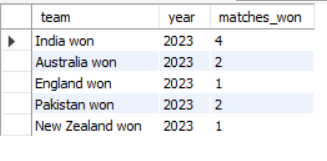 team year matches_won
India won 2023 4
Australia won 2023 2
England won 2023 1
Pakistan won 2023 2
New Zealand won 2023 1